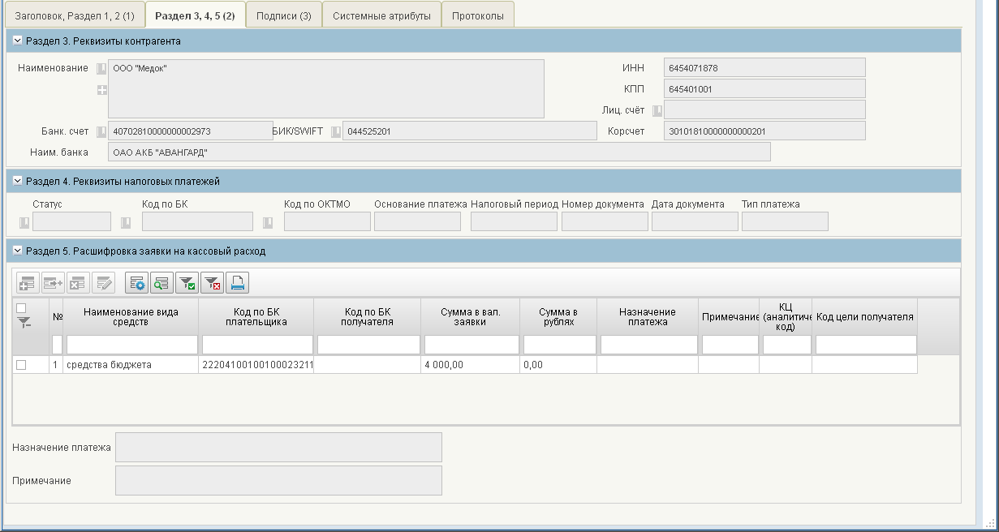 Заголовок, Раздел 1, 2 (1) Раздел 3, 4, 5 (2) Подписи (3) Системные атрибуты Протоколы
Раздел 3. Реквизиты контрагента
Наименование ООО "Медок" ИНН 6454071878
КПП 645401001
Лиц. счёт
Банк. счет 40702810000000002973 БИК/SWIFT 044525201 Корсчет 30101810000000000201
Наим. банка ОАО АКБ "АВАНГАРД"
Раздел 4. Реквизиты налоговых платежей
Статус Код по БК Код по ОКТМО Основание платежа Налоговый период Номер документа Дата документа Тип платежа
Раздел 5. Расшифровка заявки на кассовый расход
№ Наименование вида средств Код по БК плательщика Код по БК получателя Сумма в вал. заявки Сумма в рублях Назначение платежа Примечание КЦ (аналитиче код) Код цели получателя
1 средства бюджета 22204100100100023211 4 000,00 0,00
Назначение платежа
Примечание